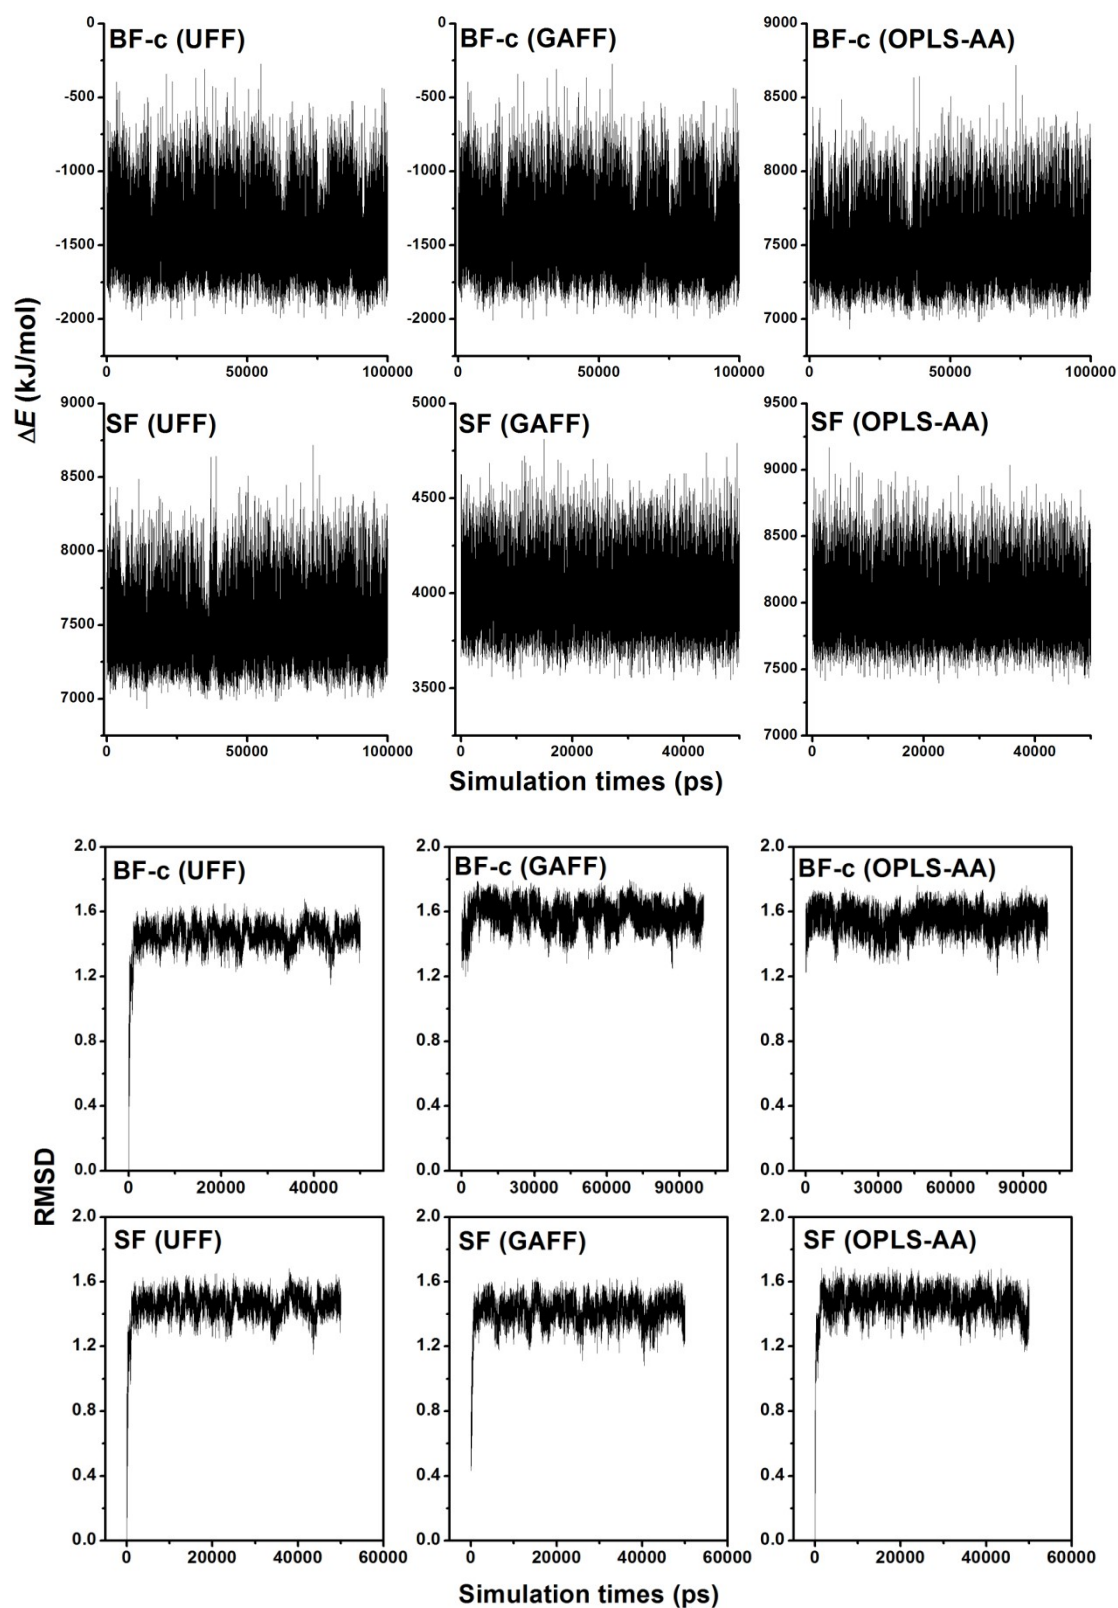 BF-c (UFF)
0
-500
-1000
-1500
-2000
0 50000 100000
BF-c (GAFF)
0
-500
-1000
-1500
-2000
0 50000 100000
BF-c (OPLS-AA)
9000
8500
8000
7500
7000
0 50000 100000
ΔE (kJ/mol)
SF (UFF)
9000
8500
8000
7500
7000
0 50000 100000
SF (GAFF)
5000
4500
4000
3500
0 20000 40000
SF (OPLS-AA)
9500
9000
8500
8000
7500
7000
0 20000 40000
Simulation times (ps)
BF-c (UFF)
2.0
1.6
1.2
0.8
0.4
0.0
0 20000 40000
BF-c (GAFF)
2.0
1.6
1.2
0.8
0.4
0.0
0 30000 60000 90000
BF-c (OPLS-AA)
2.0
1.6
1.2
0.8
0.4
0.0
0 30000 60000 90000
RMSD
SF (UFF)
2.0
1.6
1.2
0.8
0.4
0.0
0 20000 40000 60000
SF (GAFF)
2.0
1.6
1.2
0.8
0.4
0.0
0 20000 40000 60000
SF (OPLS-AA)
2.0
1.6
1.2
0.8
0.4
0.0
0 20000 40000 60000
Simulation times (ps)